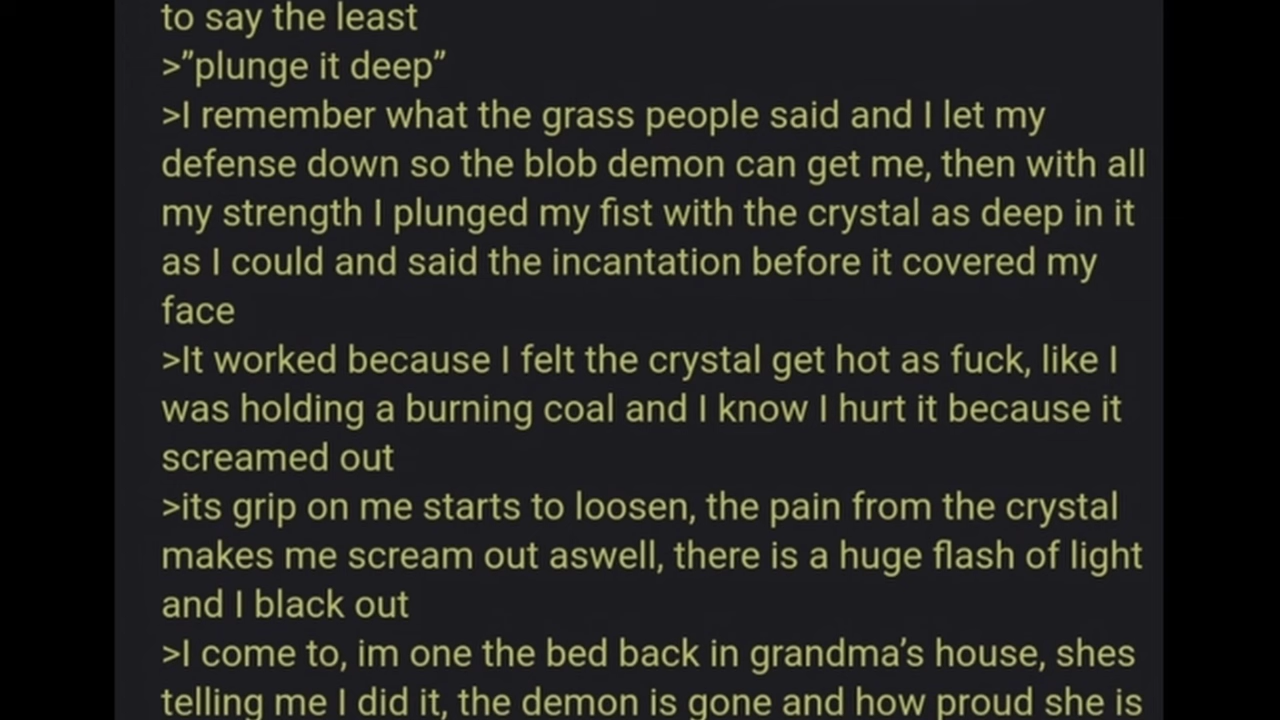 to say the least
>”plunge it deep”
>I remember what the grass people said and I let my
defense down so the blob demon can get me, then with all
my strength I plunged my fist with the crystal as deep in it
as I could and said the incantation before it covered my
face
>It worked because I felt the crystal get hot as fuck, like I
was holding a burning coal and I know I hurt it because it
screamed out
>its grip on me starts to loosen, the pain from the crystal
makes me scream out aswell, there is a huge flash of light
and I black out
>I come to, im one the bed back in grandma’s house, shes
telling me I did it, the demon is gone and how proud she is